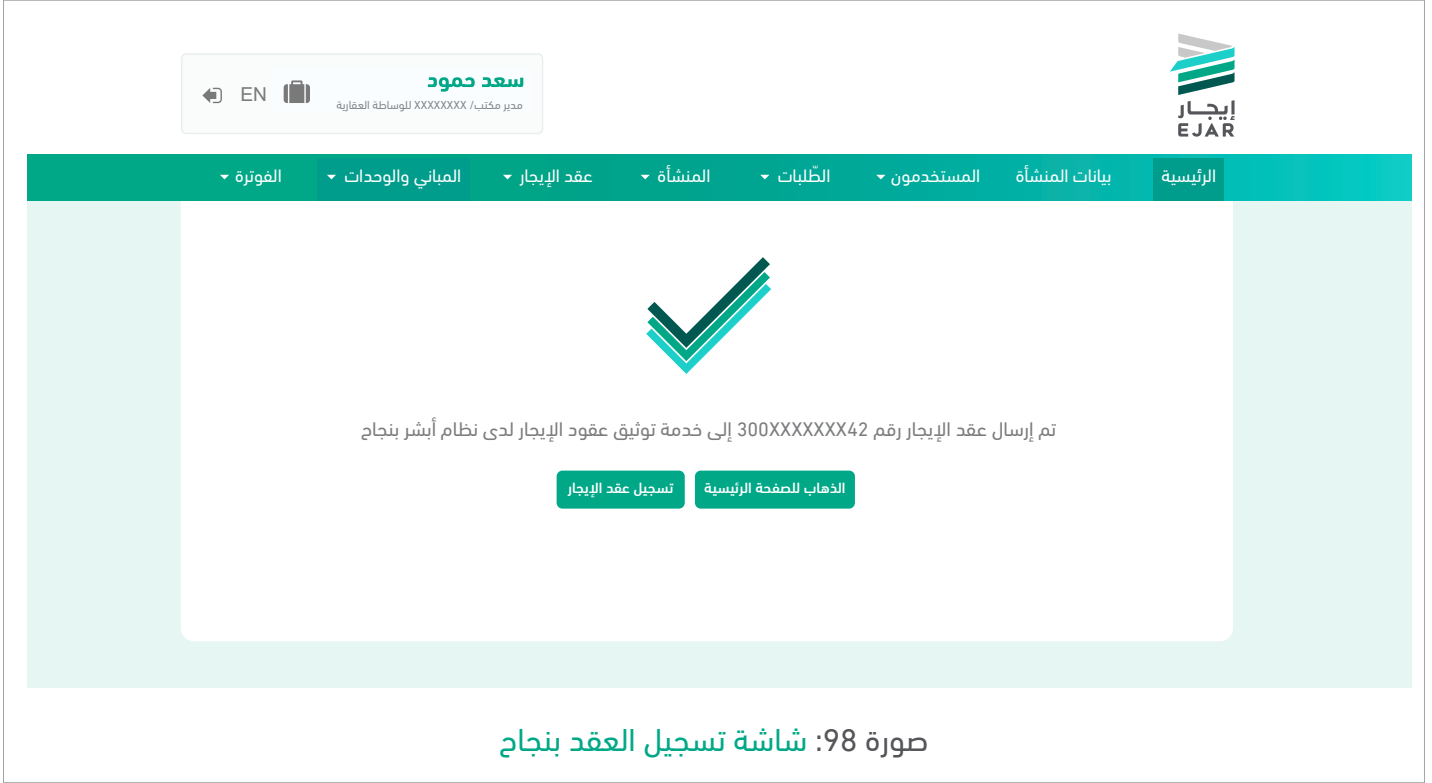 إيجــار
EJAR
سعد حمود
مدير مكتب/ XXXXXXXX للوساطة العقارية
EN
الرئيسية بيانات المنشأة المستخدمون الطّلبات المنشأة عقد الإيجار المباني والوحدات الفوترة
تم إرسال عقد الإيجار رقم 300XXXXXXX42 إلى خدمة توثيق عقود الإيجار لدى نظام أبشر بنجاح
الذهاب للصفحة الرئيسية تسجيل عقد الإيجار
صورة 98: شاشة تسجيل العقد بنجاح